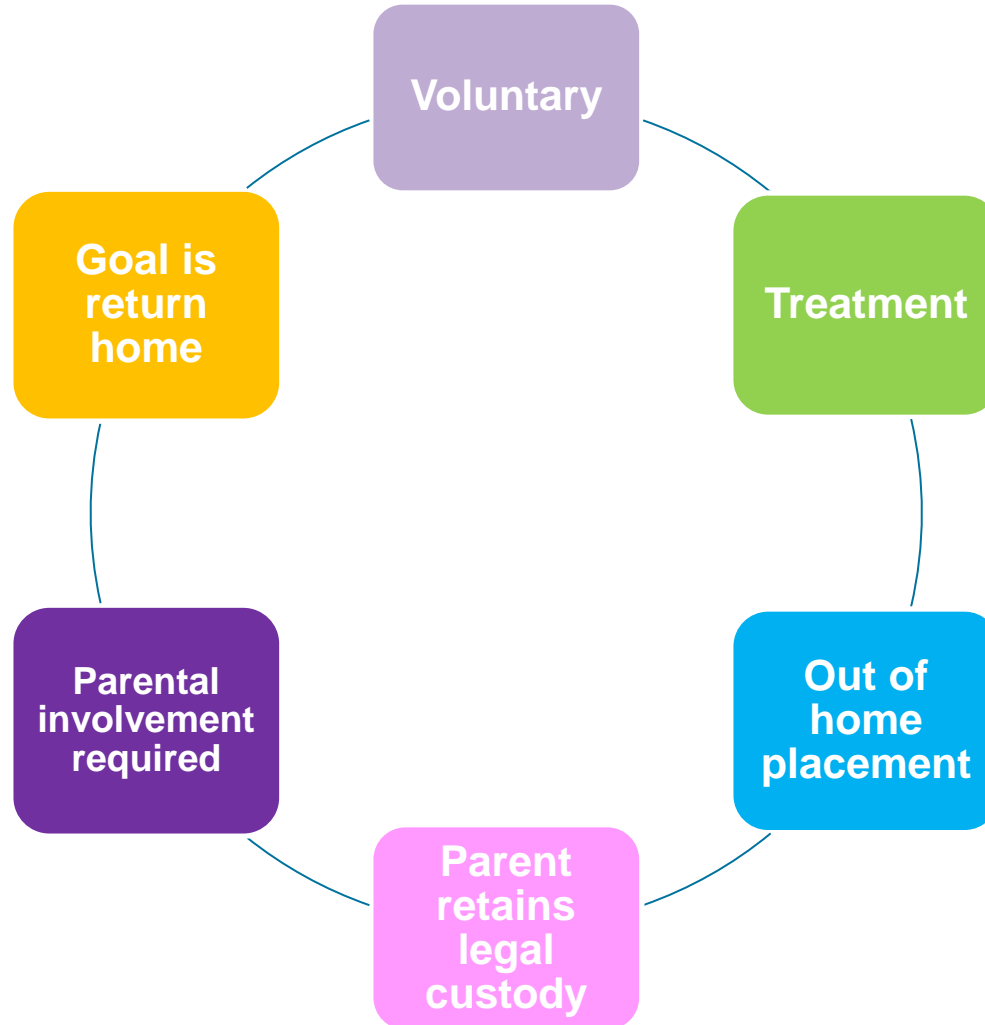 Voluntary
Treatment
Out of
home
placement
Parent
retains
legal
custody
Parental
involvement
required
Goal is
return
home